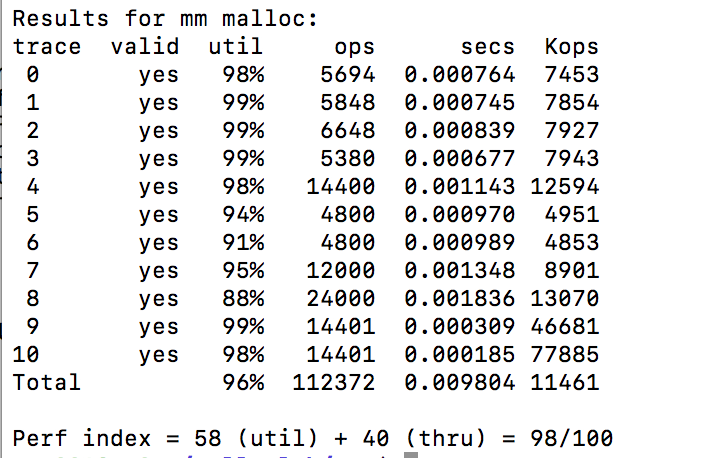 Results for mm malloc:
trace valid util ops secs Kops
0 yes 98% 5694 0.000764 7453
1 yes 99% 5848 0.000745 7854
2 yes 99% 6648 0.000839 7927
3 yes 99% 5380 0.000677 7943
4 yes 98% 14400 0.001143 12594
5 yes 94% 4800 0.000970 4951
6 yes 91% 4800 0.000989 4853
7 yes 95% 12000 0.001348 8901
8 yes 88% 24000 0.001836 13070
9 yes 99% 14401 0.000309 46681
10 yes 98% 14401 0.000185 77885
Total 96% 112372 0.009804 11461
Perf index = 58 (util) + 40 (thru) = 98/100